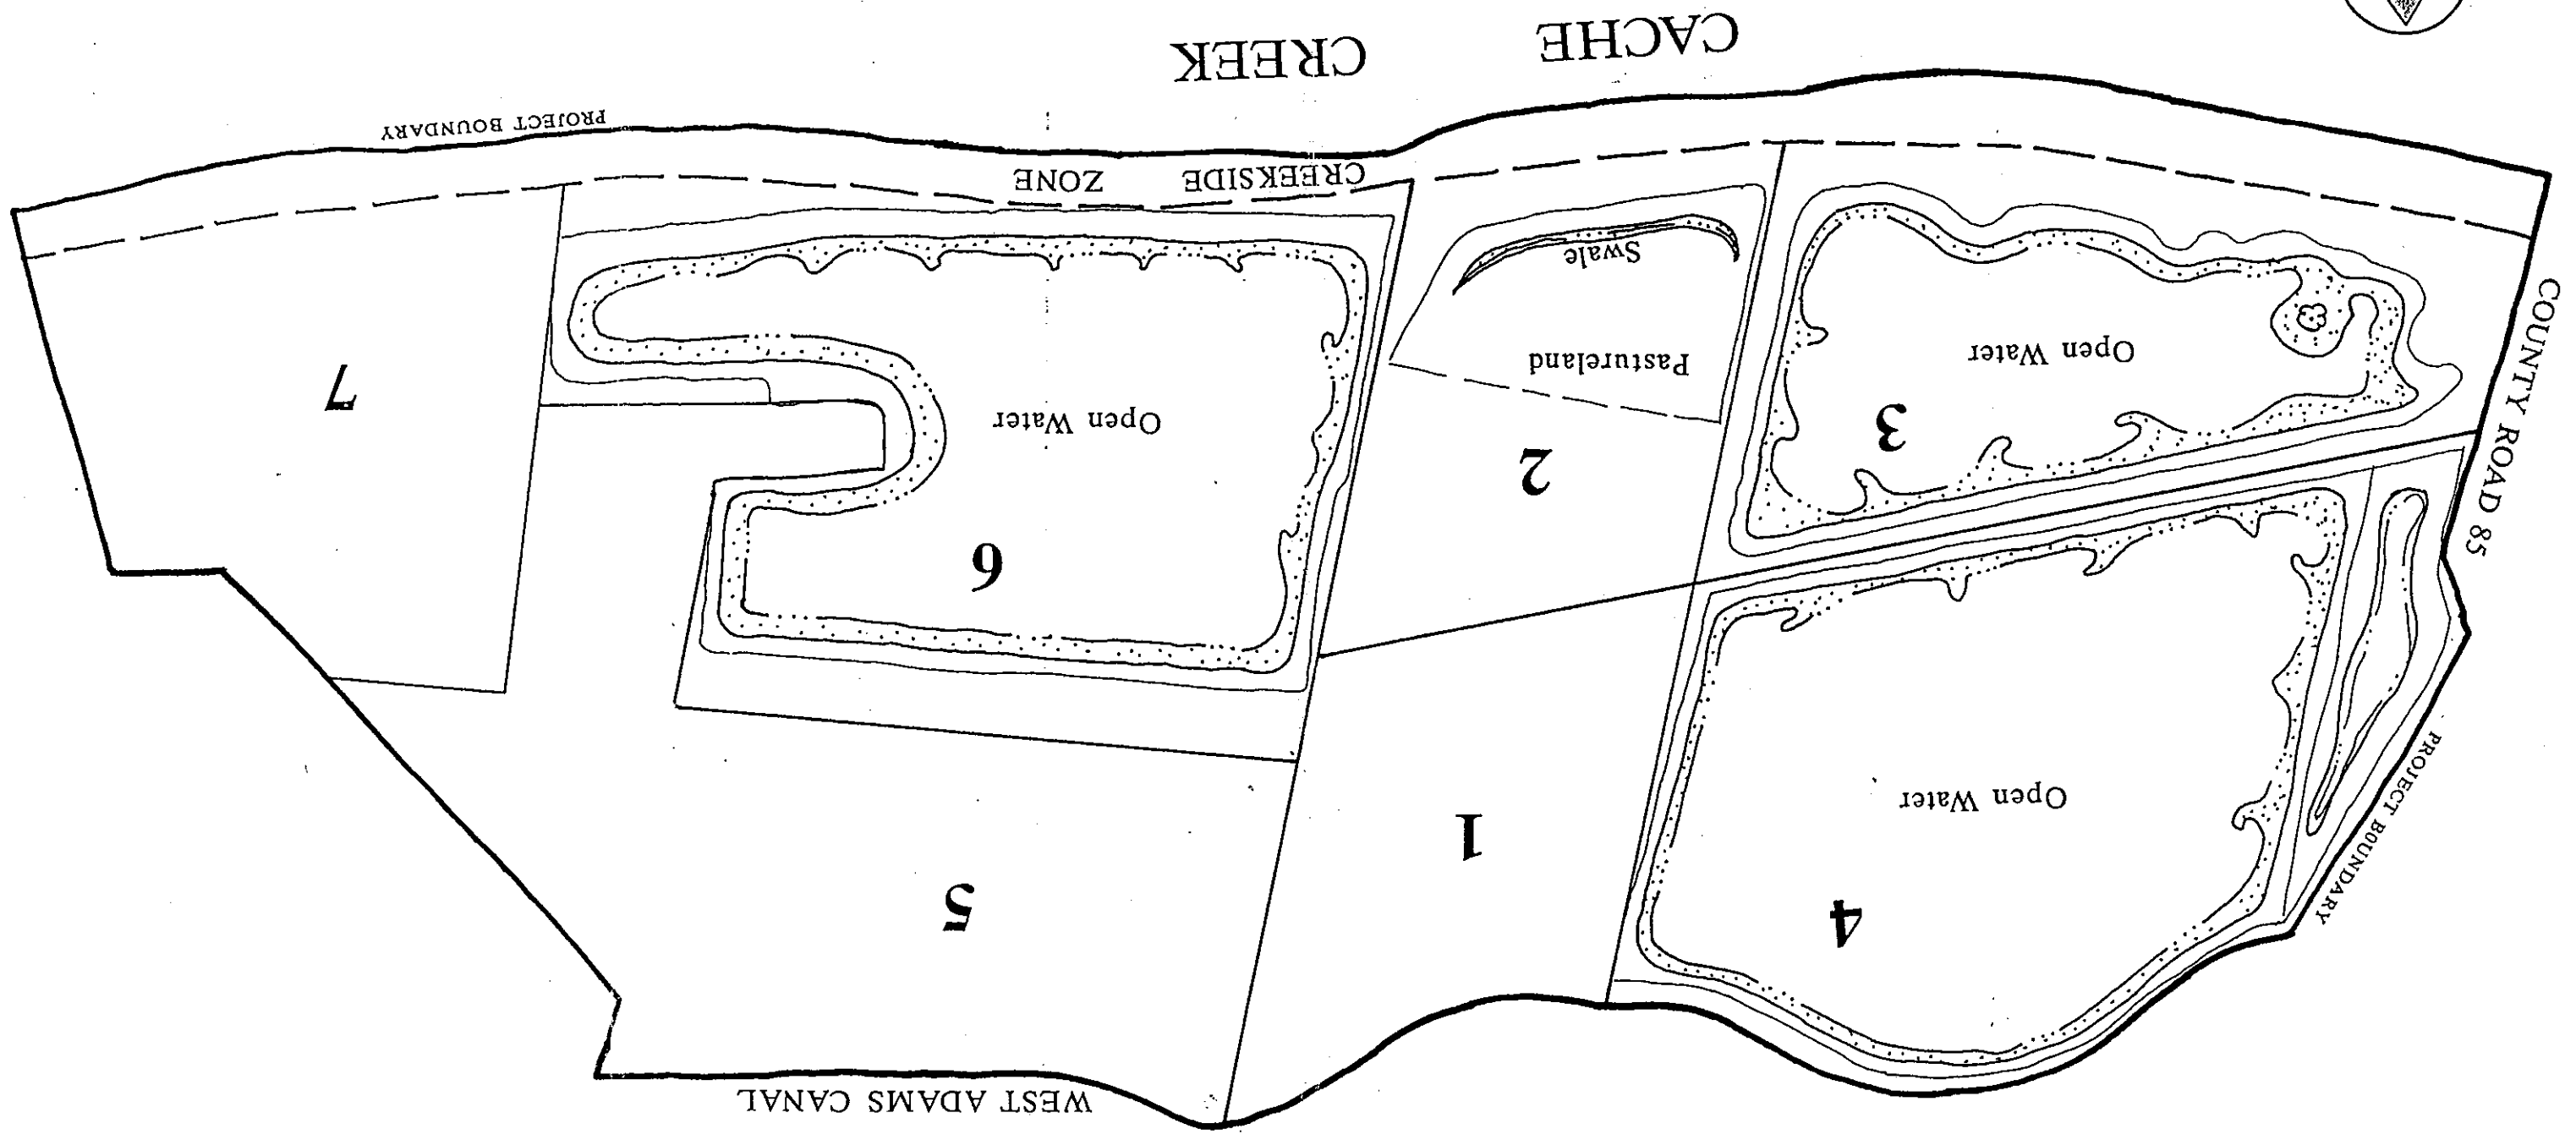 WEST ADAMS CANAL
PROJECT BOUNDARY
4
Open Water
1
5
COUNTY ROAD 85
3
Open Water
2
Pastureland
Swale
6
Open Water
7
CREEKSIDE ZONE
PROJECT BOUNDARY
CACHE CREEK